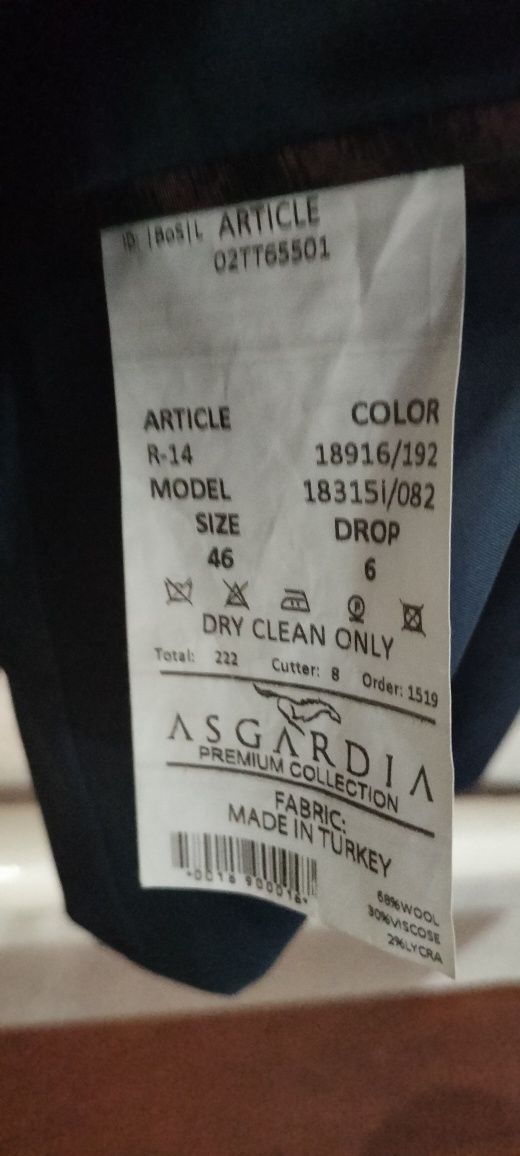 ARTICLE
02TT65501
ARTICLE COLOR
R-14 18916/192
MODEL 18315i/082
SIZE DROP
46 6
DRY CLEAN ONLY
Total: 222 Cutter: 8 Order: 1519
ASGARDIA
PREMIUM COLLECTION
FABRIC:
MADE IN TURKEY
68%WOOL
30%VISCOSE
2%LYCRA